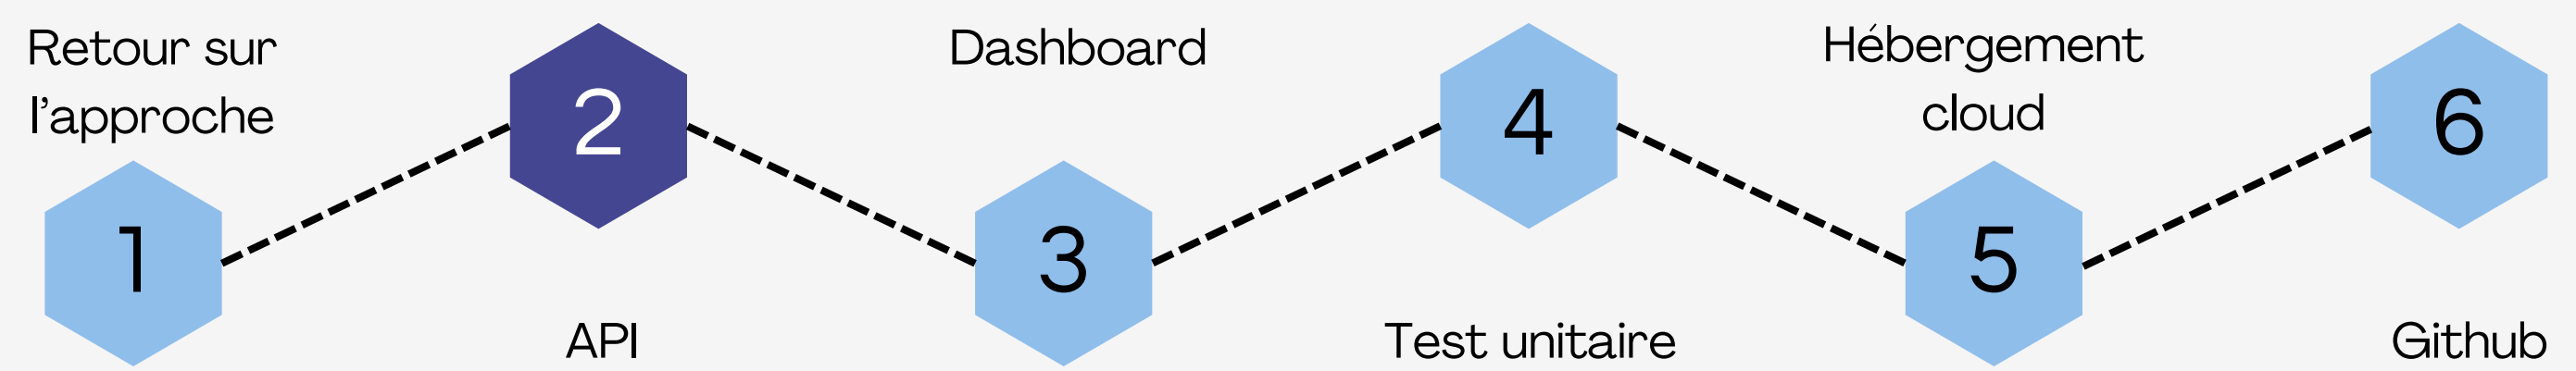 Retour sur
l'approche
1
2
API
Dashboard
3
4
Test unitaire
Hébergement
cloud
5
6
Github